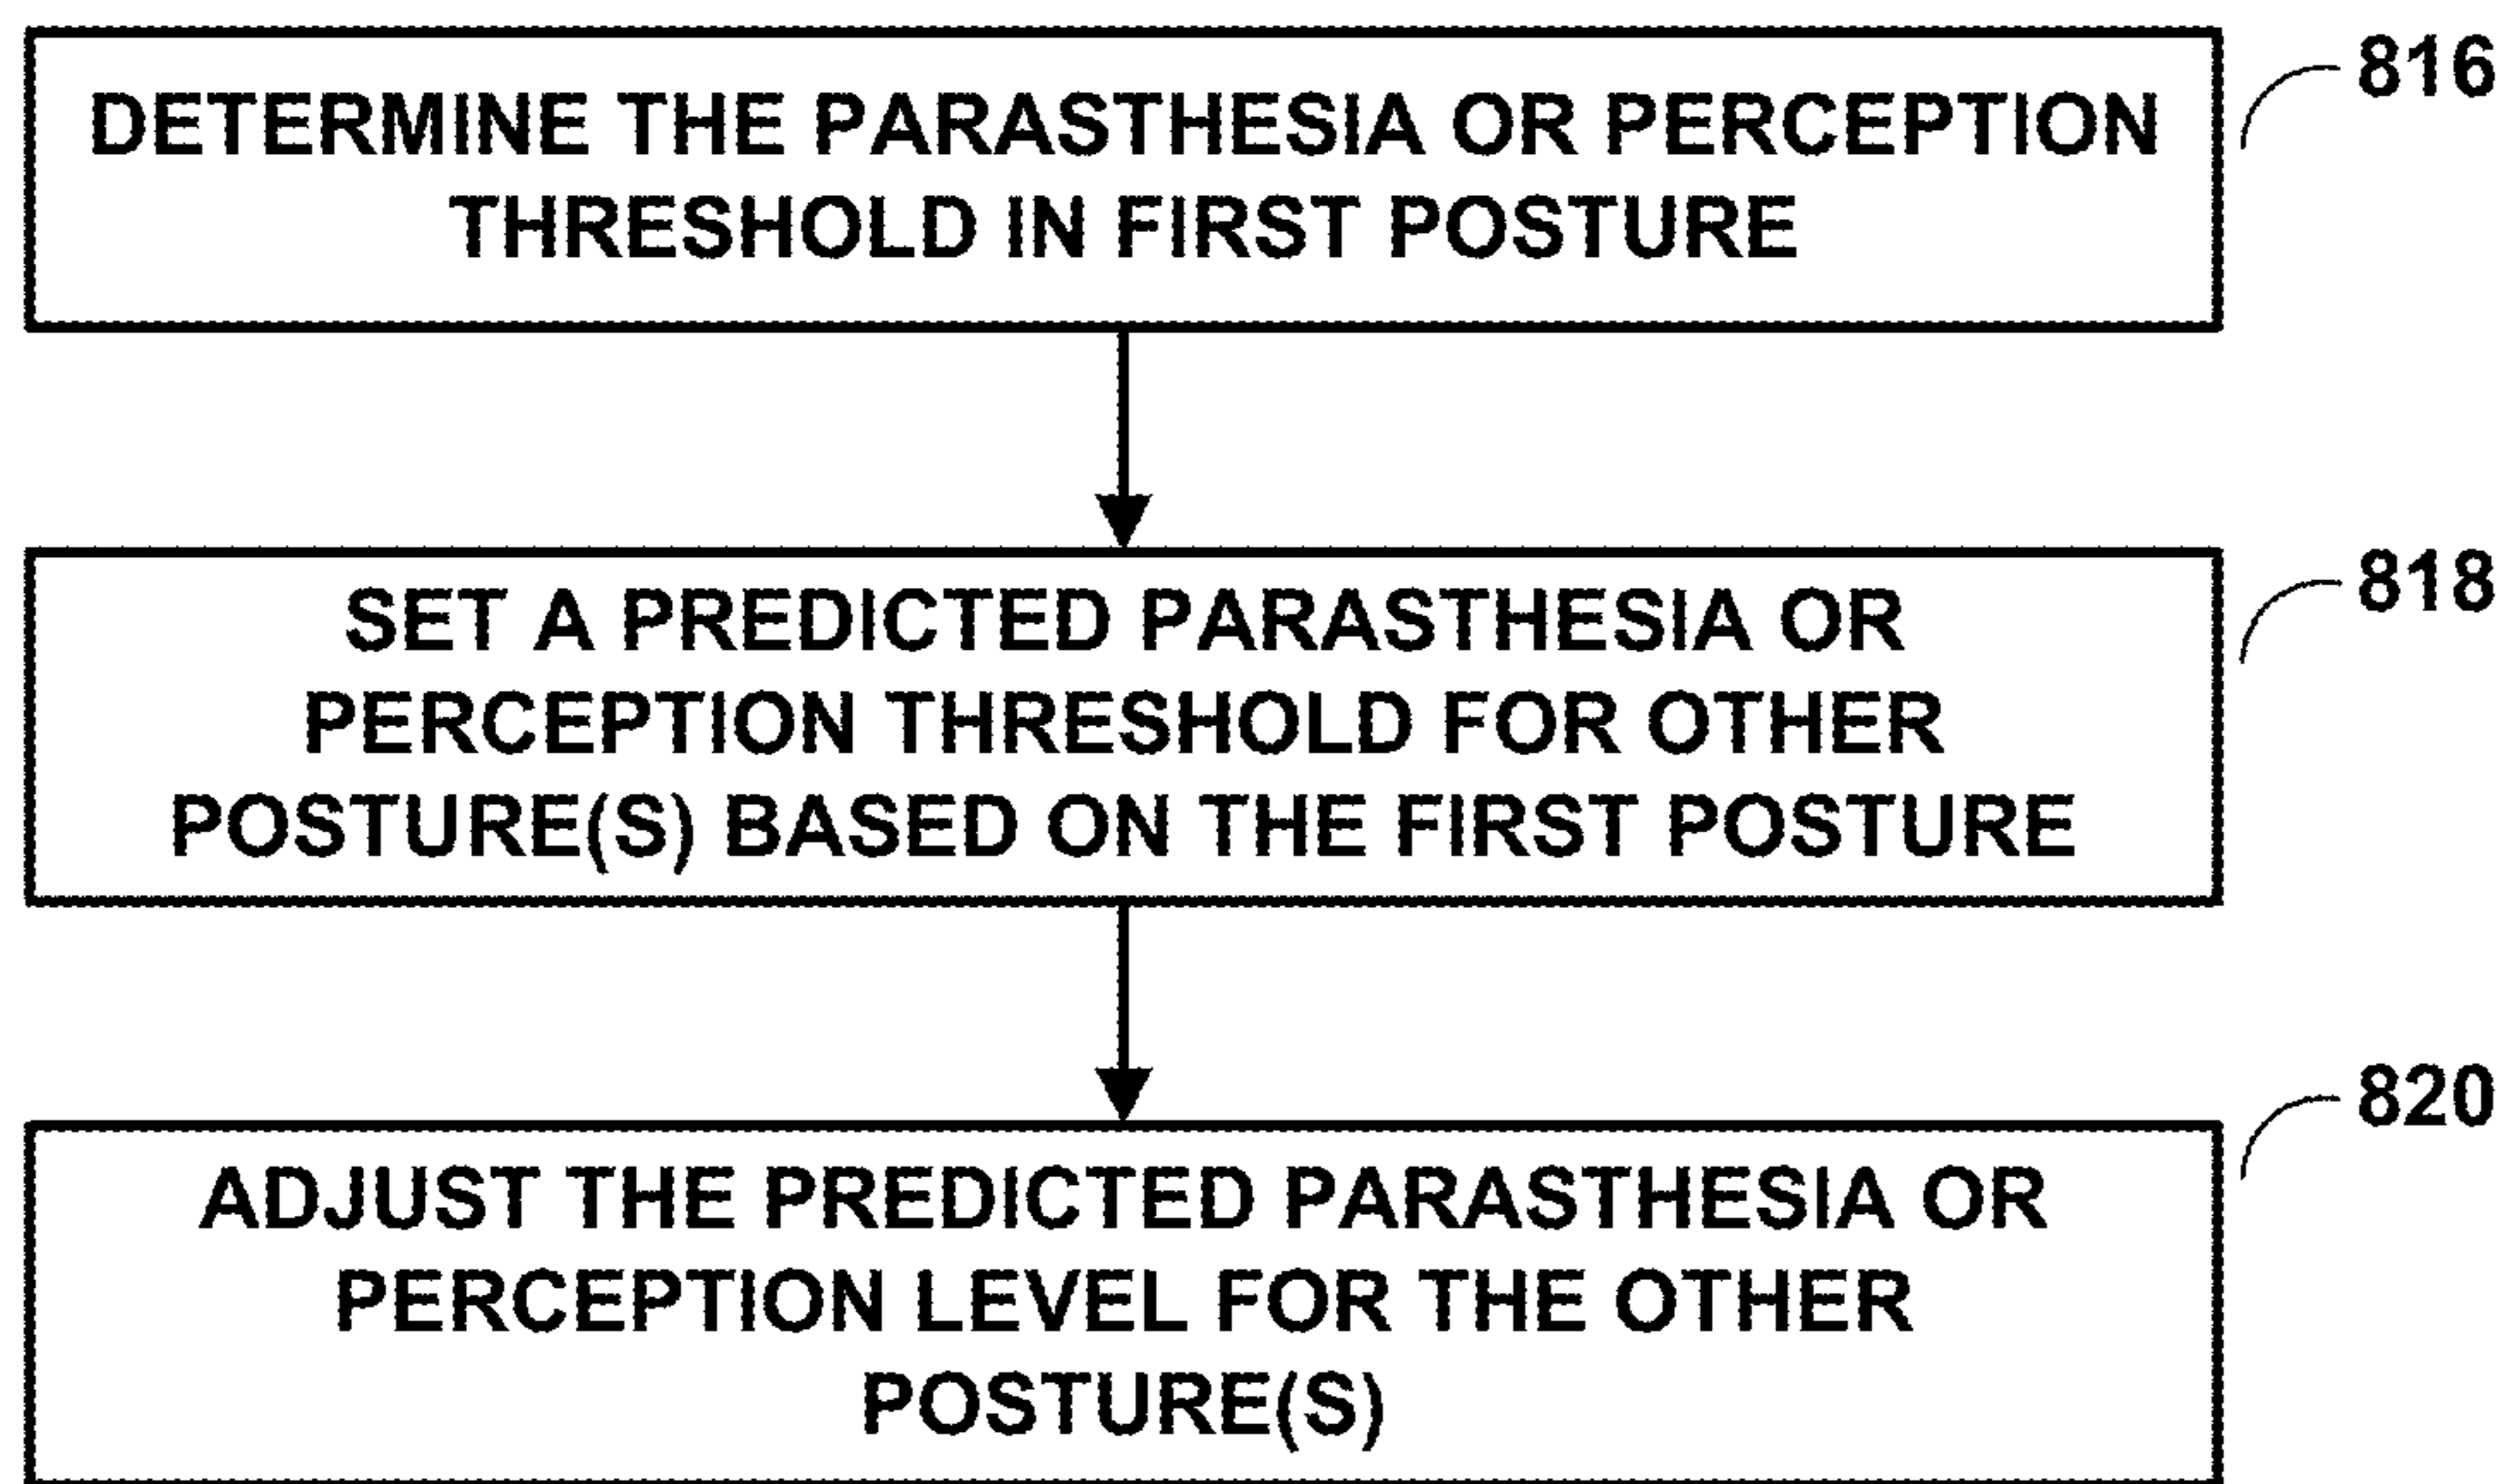 DETERMINE THE PARASTHESIA OR PERCEPTION
THRESHOLD IN FIRST POSTURE
816
SET A PREDICTED PARASTHESIA OR
PERCEPTION THRESHOLD FOR OTHER
POSTURE(S) BASED ON THE FIRST POSTURE
818
ADJUST THE PREDICTED PARASTHESIA OR
PERCEPTION LEVEL FOR THE OTHER
POSTURE(S)
820